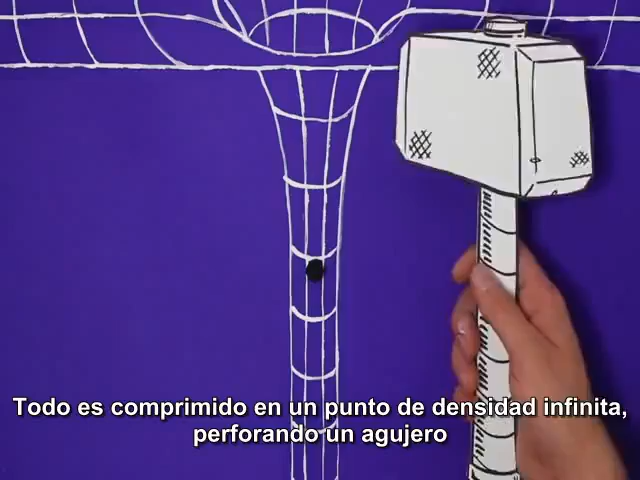 Todo es comprimido en un punto de densidad infinita,
perforando un agujero